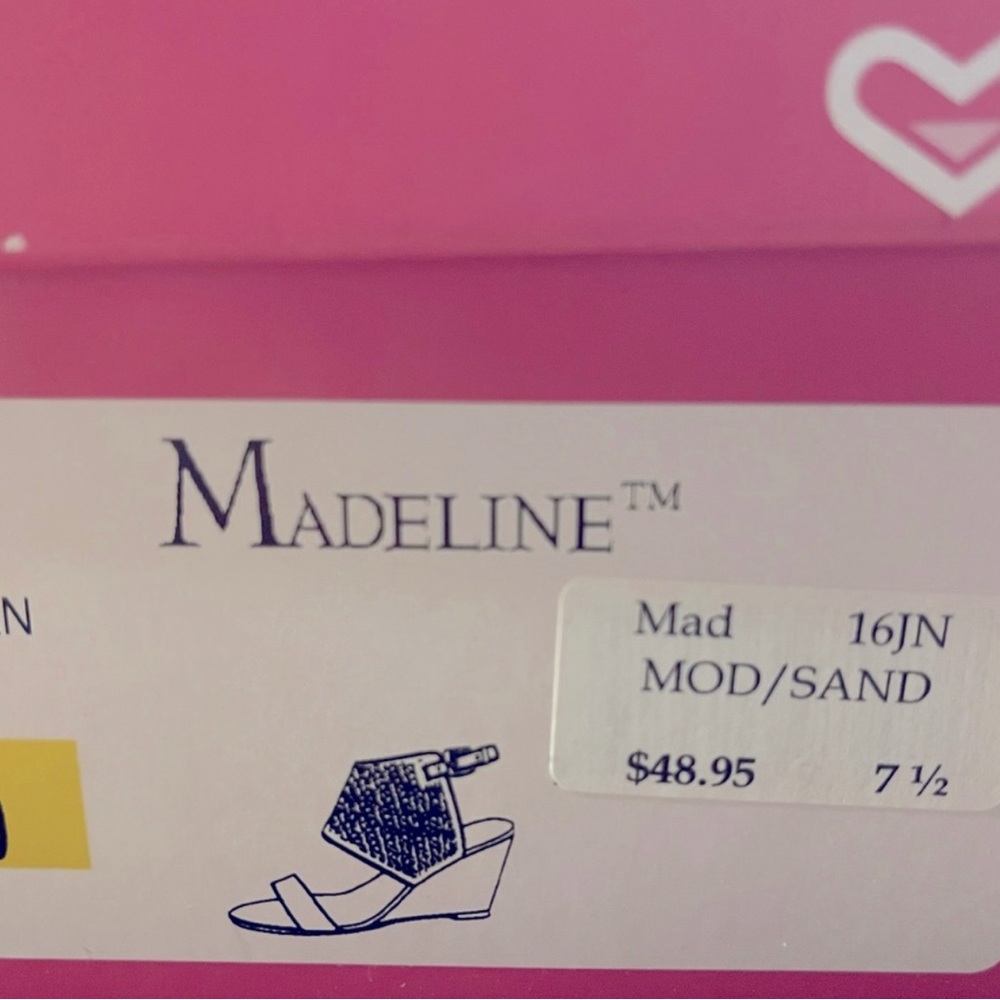 MADELINE™
N
Mad 16JN
MOD/SAND
$48.95 7 ½